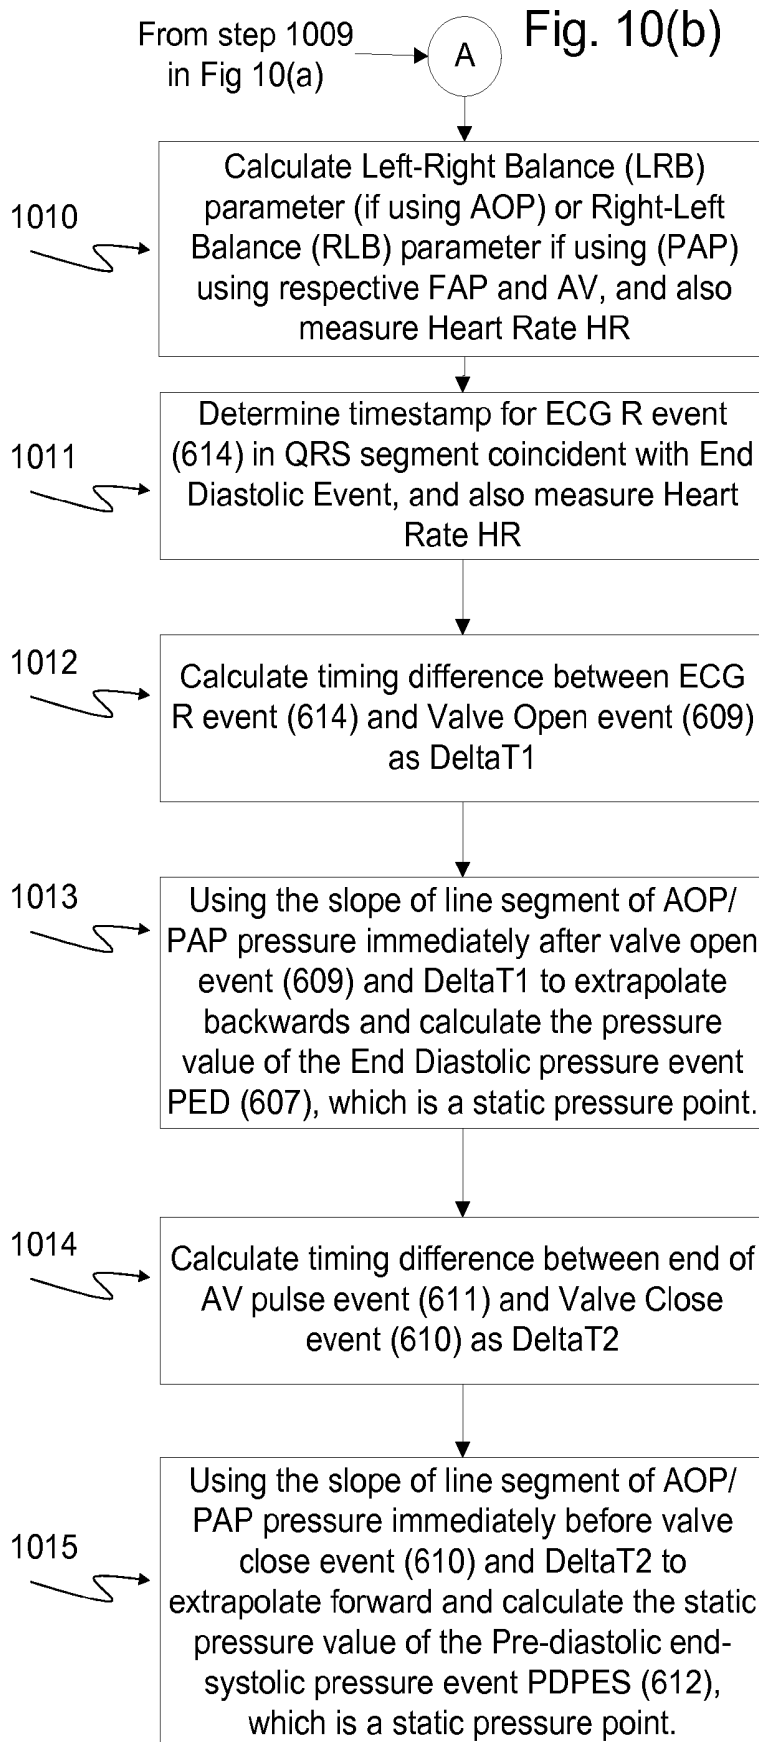 From step 1009
in Fig 10(a)
A
Fig. 10(b)
1010
Calculate Left-Right Balance (LRB)
parameter (if using AOP) or Right-Left
Balance (RLB) parameter if using (PAP)
using respective FAP and AV, and also
measure Heart Rate HR
1011
Determine timestamp for ECG R event
(614) in QRS segment coincident with End
Diastolic Event, and also measure Heart
Rate HR
1012
Calculate timing difference between ECG
R event (614) and Valve Open event (609)
as DeltaT1
1013
Using the slope of line segment of AOP/
PAP pressure immediately after valve open
event (609) and DeltaT1 to extrapolate
backwards and calculate the pressure
value of the End Diastolic pressure event
PED (607), which is a static pressure point.
1014
Calculate timing difference between end of
AV pulse event (611) and Valve Close
event (610) as DeltaT2
1015
Using the slope of line segment of AOP/
PAP pressure immediately before valve
close event (610) and DeltaT2 to
extrapolate forward and calculate the static
pressure value of the Pre-diastolic end-
systolic pressure event PDPES (612),
which is a static pressure point.